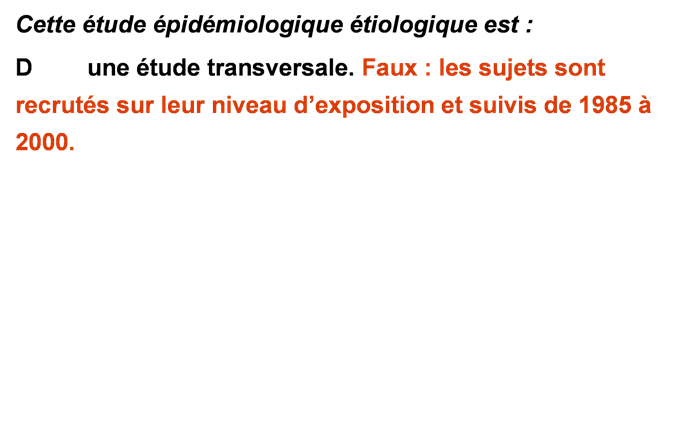 Cette étude épidémiologique étiologique est :
D une étude transversale. Faux : les sujets sont
recrutés sur leur niveau d’exposition et suivis de 1985 à
2000.